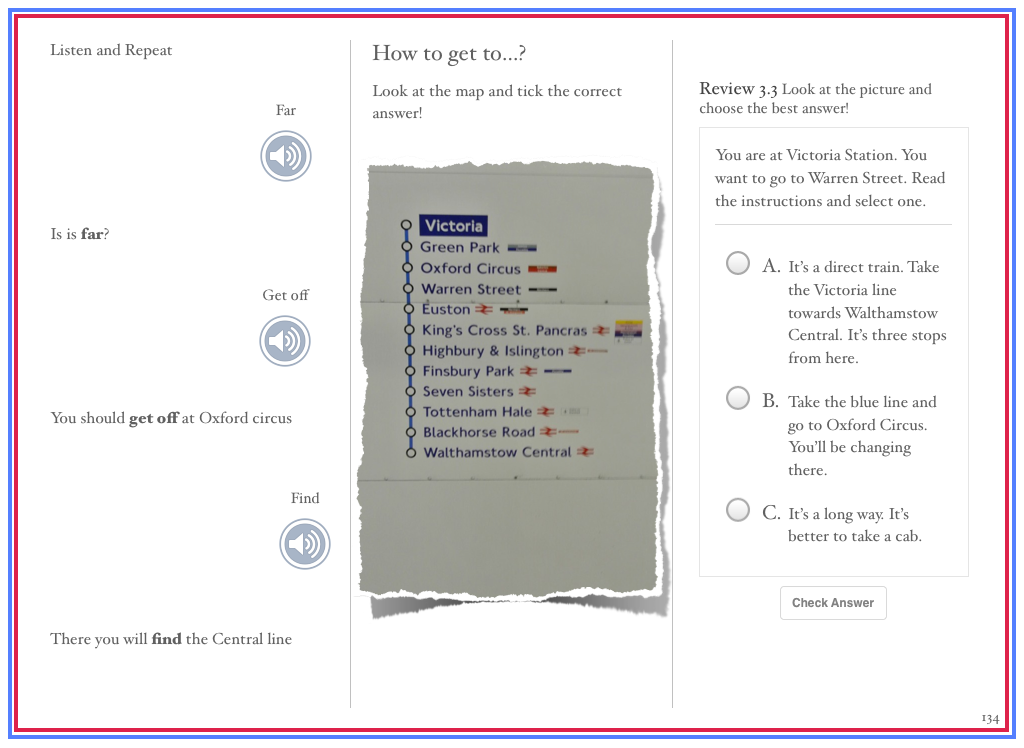 Listen and Repeat
Far
Is is far?
Get off
You should get off at Oxford circus
Find
There you will find the Central line
How to get to...?
Look at the map and tick the correct
answer!
Victoria
Green Park
Oxford Circus
Warren Street
Euston
King's Cross St. Pancras
Highbury & Islington
Finsbury Park
Seven Sisters
Tottenham Hale
Blackhorse Road
Walthamstow Central
Review 3.3 Look at the picture and
choose the best answer!
You are at Victoria Station. You
want to go to Warren Street. Read
the instructions and select one.
A. It's a direct train. Take
the Victoria line
towards Walthamstow
Central. It's three stops
from here.
B. Take the blue line and
go to Oxford Circus.
You'll be changing
there.
C. It's a long way. It's
better to take a cab.
Check Answer
134